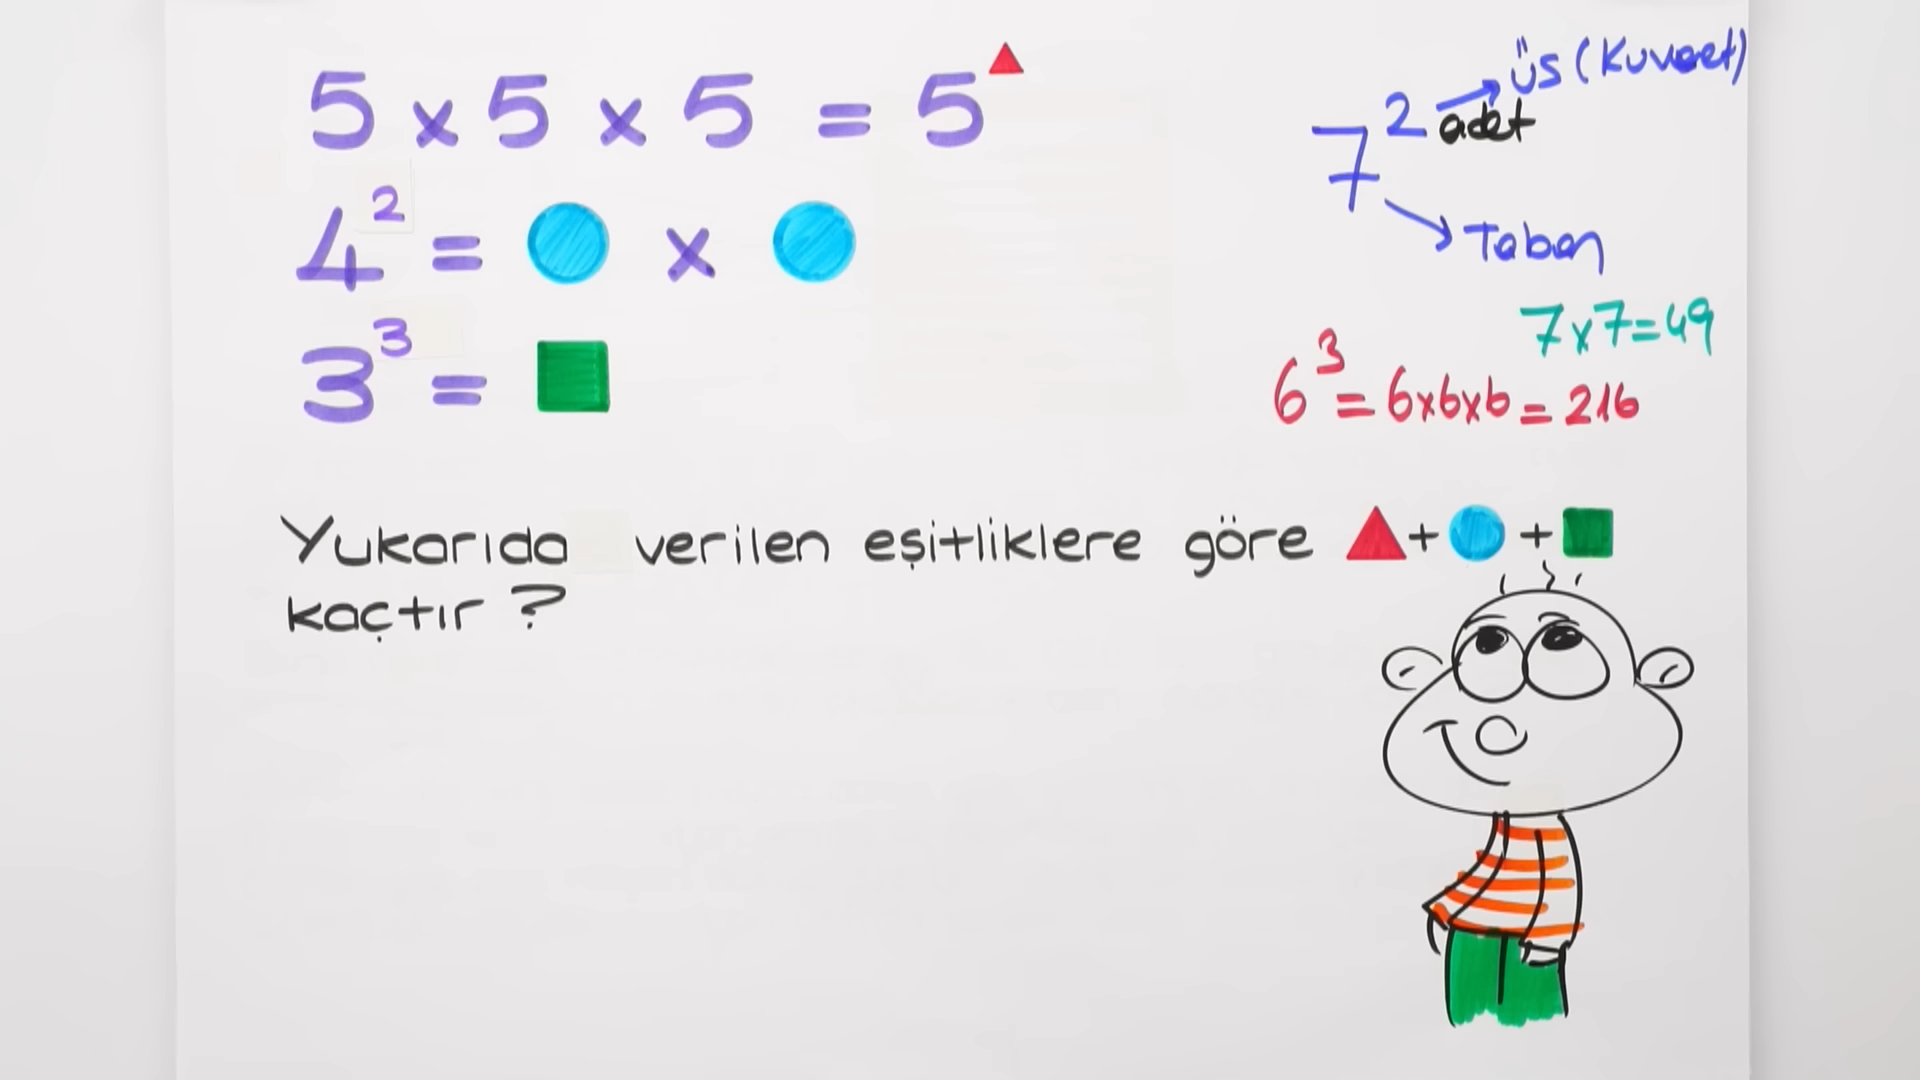 5 x 5 x 5 = 5
4² = x
3³ =
7² adet
üs (Kuvvet)
Taban
7x7=49
6³ = 6x6x6 = 216
Yukarıda verilen eşitliklere göre + +
kaçtır ?